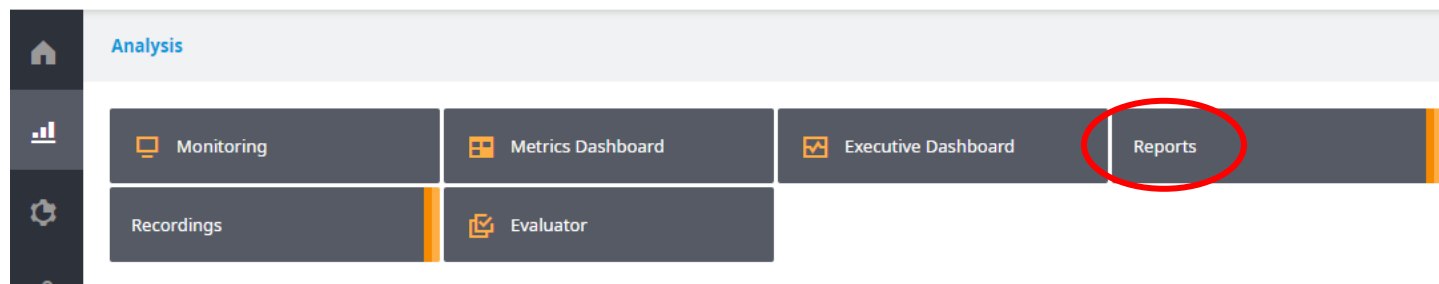 Analysis
Monitoring
Metrics Dashboard
Executive Dashboard
Reports
Recordings
Evaluator